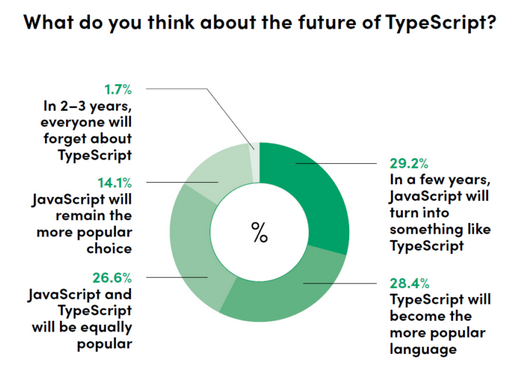 What do you think about the future of TypeScript?
1.7%
In 2–3 years,
everyone will
forget about
TypeScript
14.1%
JavaScript will
remain the
more popular
choice
26.6%
JavaScript and
TypeScript
will be equally
popular
%
29.2%
In a few years,
JavaScript will
turn into
something like
TypeScript
28.4%
TypeScript will
become the
more popular
language